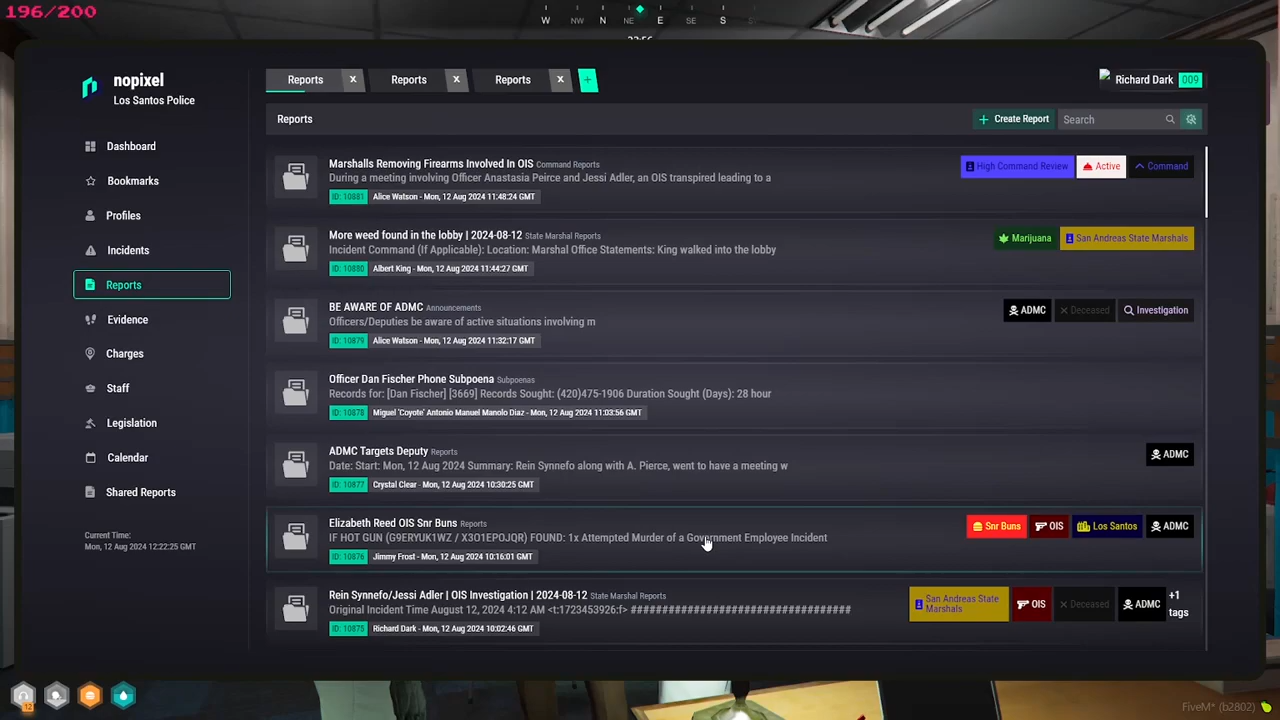 196/200
W NW N NE E SE S
nopixel
Los Santos Police
Reports x Reports x Reports x +
Richard Dark 009
Reports
+ Create Report Search
Dashboard
Bookmarks
Profiles
Incidents
Reports
Evidence
Charges
Staff
Legislation
Calendar
Shared Reports
Current Time:
Mon, 12 Aug 2024 12:22:25 GMT
Marshalls Removing Firearms Involved In OIS Command Reports
During a meeting involving Officer Anastasia Peirce and Jessi Adler, an OIS transpired leading to a
ID: 10881 Alice Watson - Mon, 12 Aug 2024 11:48:24 GMT
High Command Review Active Command
More weed found in the lobby | 2024-08-12 State Marshal Reports
Incident Command (If Applicable): Location: Marshal Office Statements: King walked into the lobby
ID: 10880 Albert King - Mon, 12 Aug 2024 11:44:27 GMT
Marijuana San Andreas State Marshals
BE AWARE OF ADMC Announcements
Officers/Deputies be aware of active situations involving m
ID: 10879 Alice Watson - Mon, 12 Aug 2024 11:32:17 GMT
ADMC Deceased Investigation
Officer Dan Fischer Phone Subpoena Subpoenas
Records for: [Dan Fischer] [3669] Records Sought: (420)475-1906 Duration Sought (Days): 28 hour
ID: 10878 Miguel 'Coyote' Antonio Manuel Manolo Diaz - Mon, 12 Aug 2024 11:03:56 GMT
ADMC Targets Deputy Reports
Date: Start: Mon, 12 Aug 2024 Summary: Rein Synnefo along with A. Pierce, went to have a meeting w
ID: 10877 Crystal Clear - Mon, 12 Aug 2024 10:30:25 GMT
ADMC
Elizabeth Reed OIS Snr Buns Reports
IF HOT GUN (G9EYUK1WZ / X3O1EPOJQR) FOUND: 1x Attempted Murder of a Government Employee Incident
ID: 10876 Jimmy Frost - Mon, 12 Aug 2024 10:16:01 GMT
Snr Buns OIS Los Santos ADMC
Rein Synnefo/Jessi Adler | OIS Investigation | 2024-08-12 State Marshal Reports
Original Incident Time August 12, 2024 4:12 AM <t:1723453926:f> ###################################
ID: 10875 Richard Dark - Mon, 12 Aug 2024 10:02:46 GMT
San Andreas State
Marshals
OIS Deceased ADMC
+1
tags
12
FiveM* (b2802)